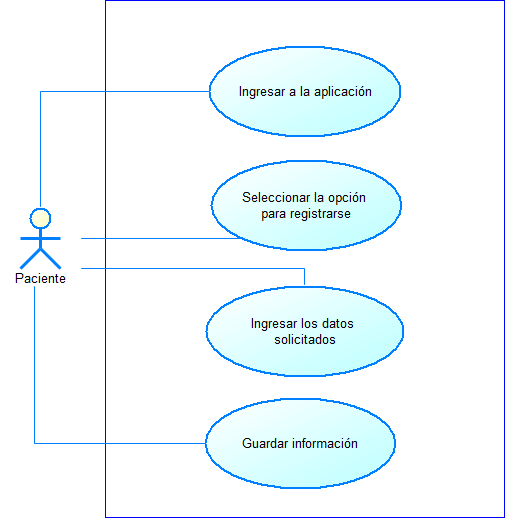 Ingresar a la aplicación
Seleccionar la opción
para registrarse
Paciente
Ingresar los datos
solicitados
Guardar información